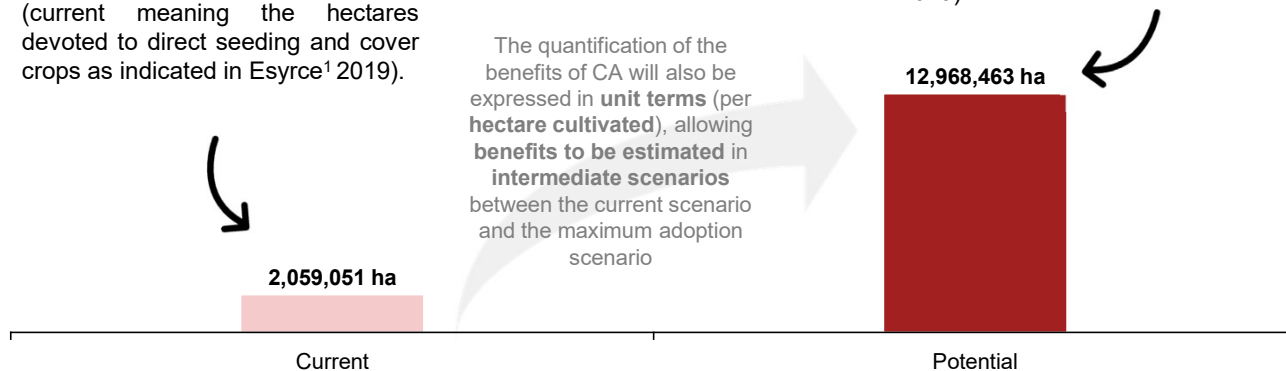 (current meaning the hectares
devoted to direct seeding and cover
crops as indicated in Esyrce¹ 2019).
The quantification of the
benefits of CA will also be
expressed in unit terms (per
hectare cultivated), allowing
benefits to be estimated in
intermediate scenarios
between the current scenario
and the maximum adoption
scenario
12,968,463 ha
2,059,051 ha
Current
Potential